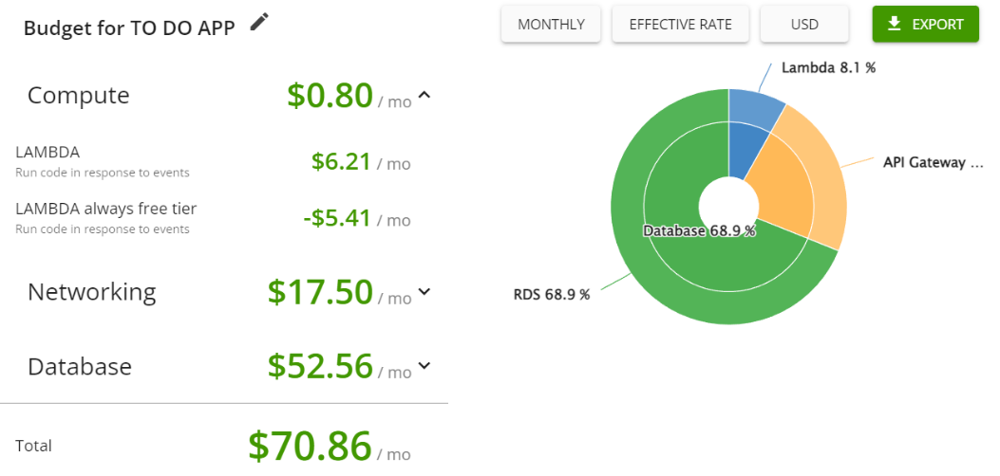 Budget for TO DO APP
MONTHLY
EFFECTIVE RATE
USD
EXPORT
Compute $0.80 / mo
LAMBDA $6.21 / mo
Run code in response to events
LAMBDA always free tier -$5.41 / mo
Run code in response to events
Networking $17.50 / mo
Database $52.56 / mo
Total $70.86 / mo
Lambda 8.1 %
API Gateway ...
Database 68.9 %
RDS 68.9 %